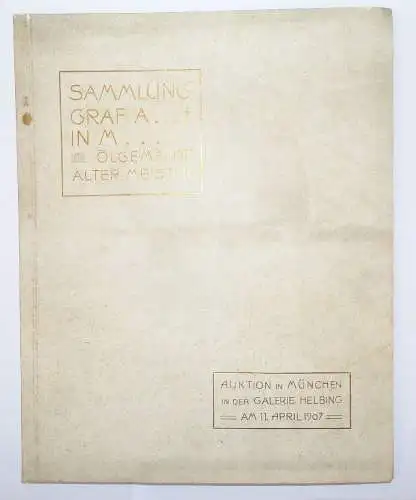 SAMMLUNG
GRAF A . . . +
IN M . . .
ÖLGEMÄLDE
ALTER MEISTER
AUKTION IN MÜNCHEN
IN DER GALERIE HELBING
AM 11. APRIL 1907